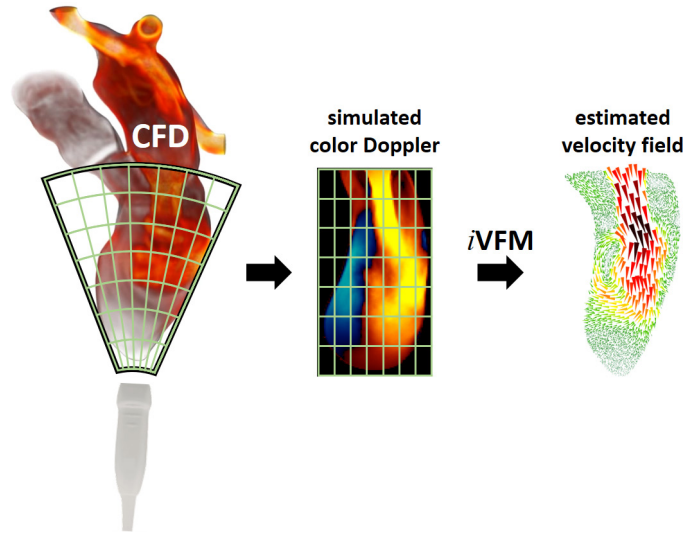 CFD
simulated
color Doppler
iVFM
estimated
velocity field